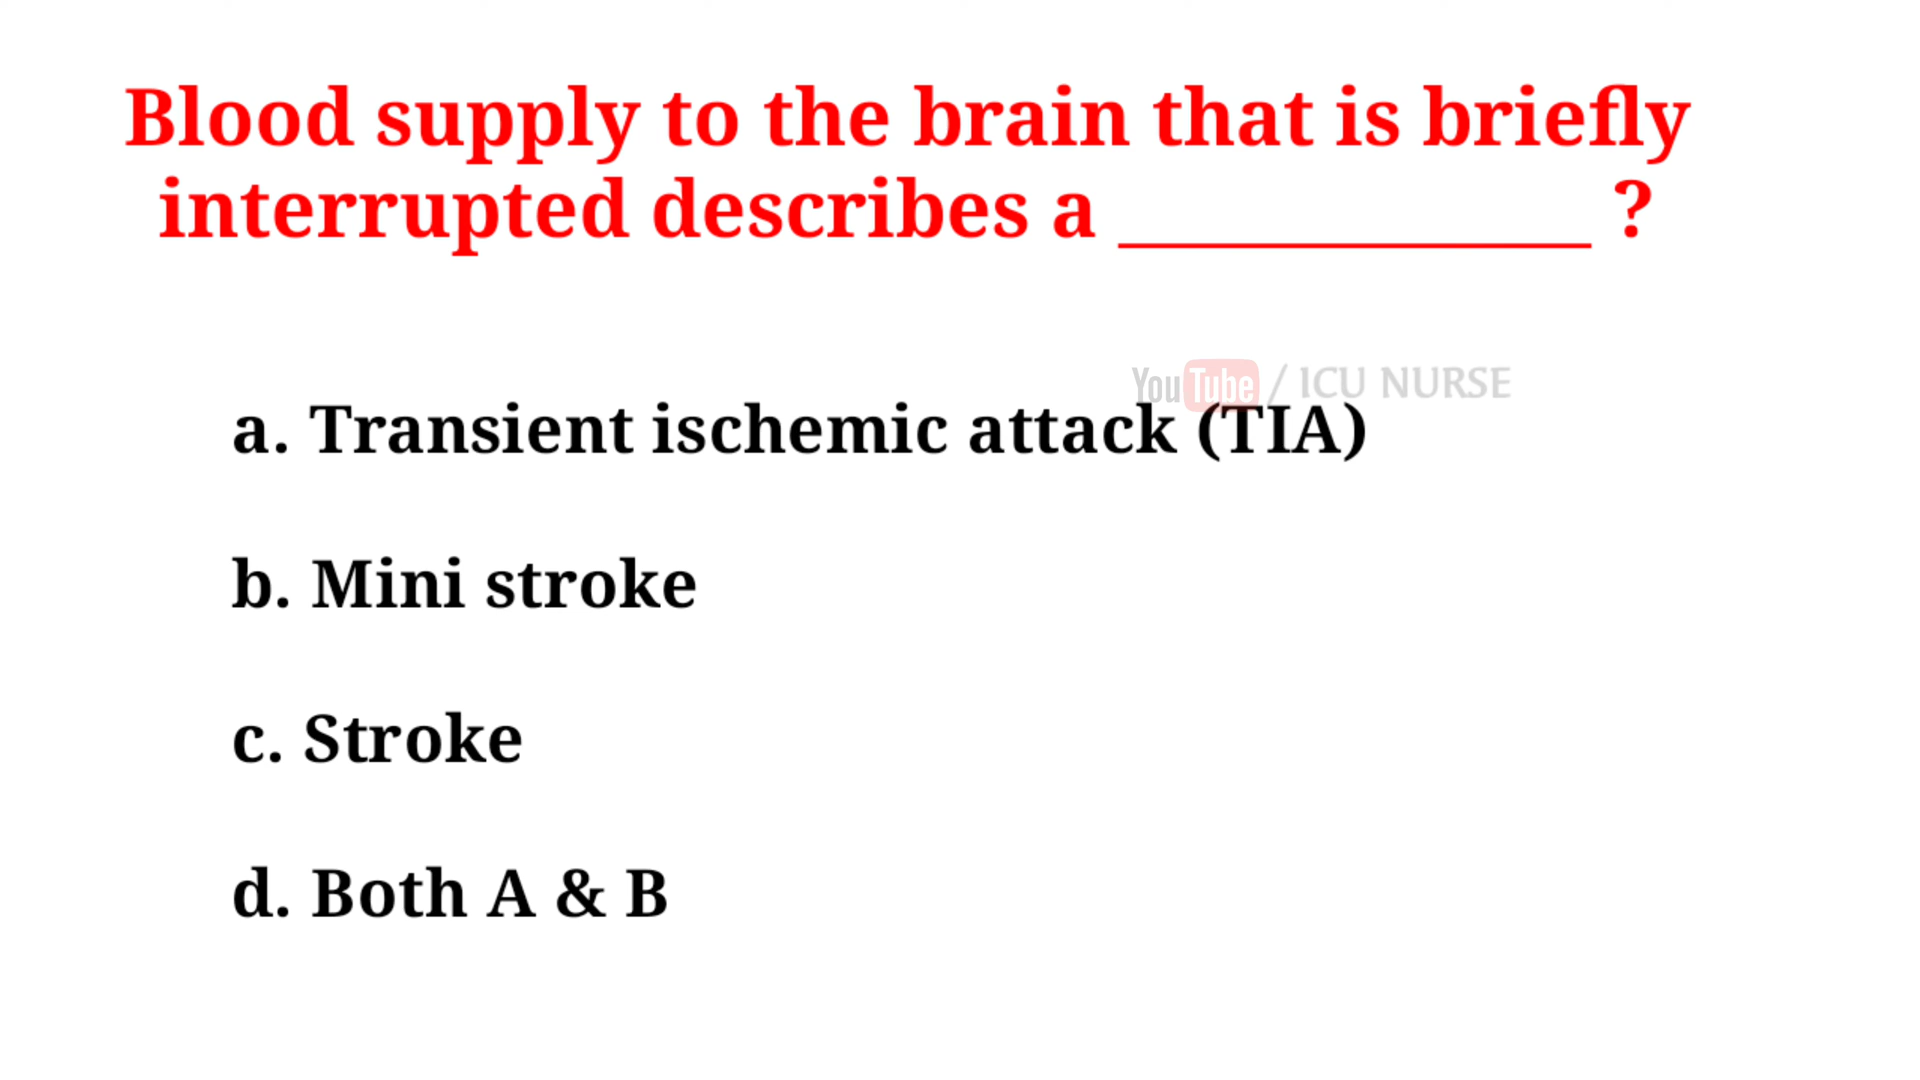 Blood supply to the brain that is briefly
interrupted describes a ____________ ?
YouTube / ICU NURSE
a. Transient ischemic attack (TIA)
b. Mini stroke
c. Stroke
d. Both A & B